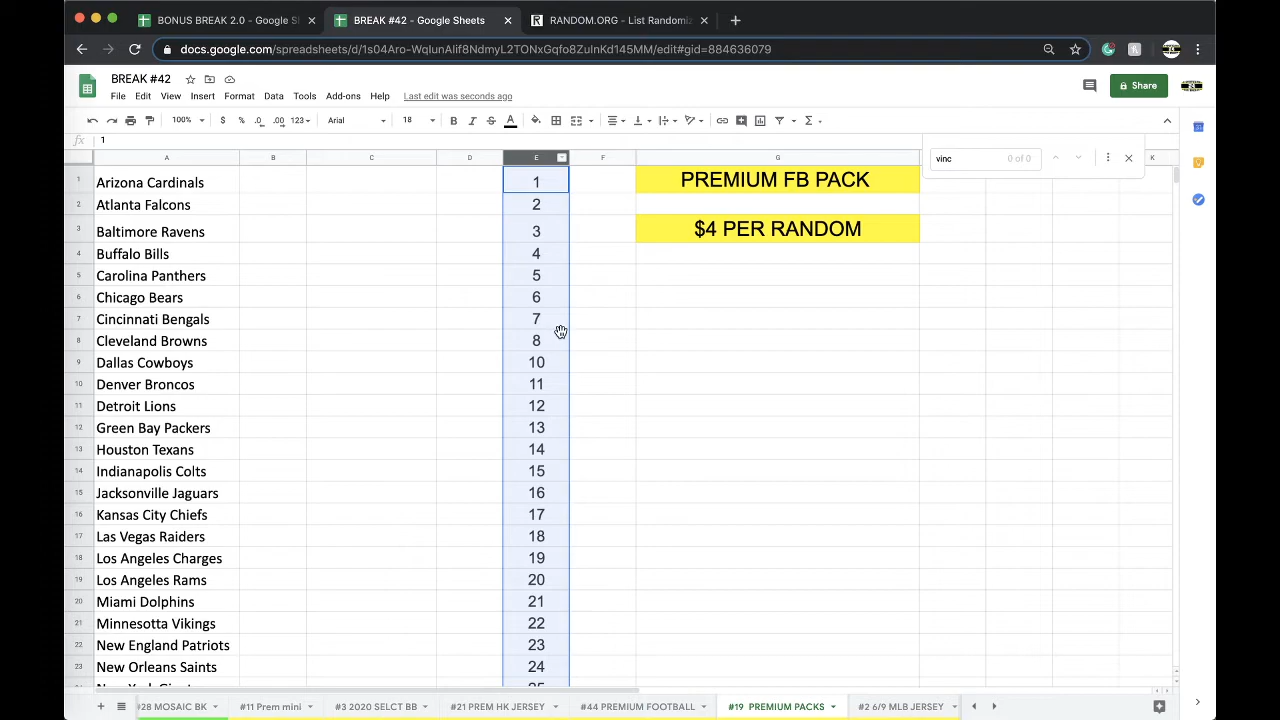 BONUS BREAK 2.0 - Google S
BREAK #42 - Google Sheets
RANDOM.ORG - List Randomiz
docs.google.com/spreadsheets/d/1s04Aro-WqlunAlif8NdmyL2TONxGqfo8ZuInKd145MM/edit#gid=884636079
BREAK #42
File Edit View Insert Format Data Tools Add-ons Help Last edit was seconds ago
Share
100% $ % .0 .00 123 Arial 18 B I S A
fx 1
vinc 0 of 0
A B C D E F G K
1 Arizona Cardinals 1 PREMIUM FB PACK
2 Atlanta Falcons 2
3 Baltimore Ravens 3 $4 PER RANDOM
4 Buffalo Bills 4
5 Carolina Panthers 5
6 Chicago Bears 6
7 Cincinnati Bengals 7
8 Cleveland Browns 8
9 Dallas Cowboys 10
10 Denver Broncos 11
11 Detroit Lions 12
12 Green Bay Packers 13
13 Houston Texans 14
14 Indianapolis Colts 15
15 Jacksonville Jaguars 16
16 Kansas City Chiefs 17
17 Las Vegas Raiders 18
18 Los Angeles Charges 19
19 Los Angeles Rams 20
20 Miami Dolphins 21
21 Minnesotta Vikings 22
22 New England Patriots 23
23 New Orleans Saints 24
#28 MOSAIC BK #11 Prem mini #3 2020 SELCT BB #21 PREM HK JERSEY #44 PREMIUM FOOTBALL #19 PREMIUM PACKS #2 6/9 MLB JERSEY